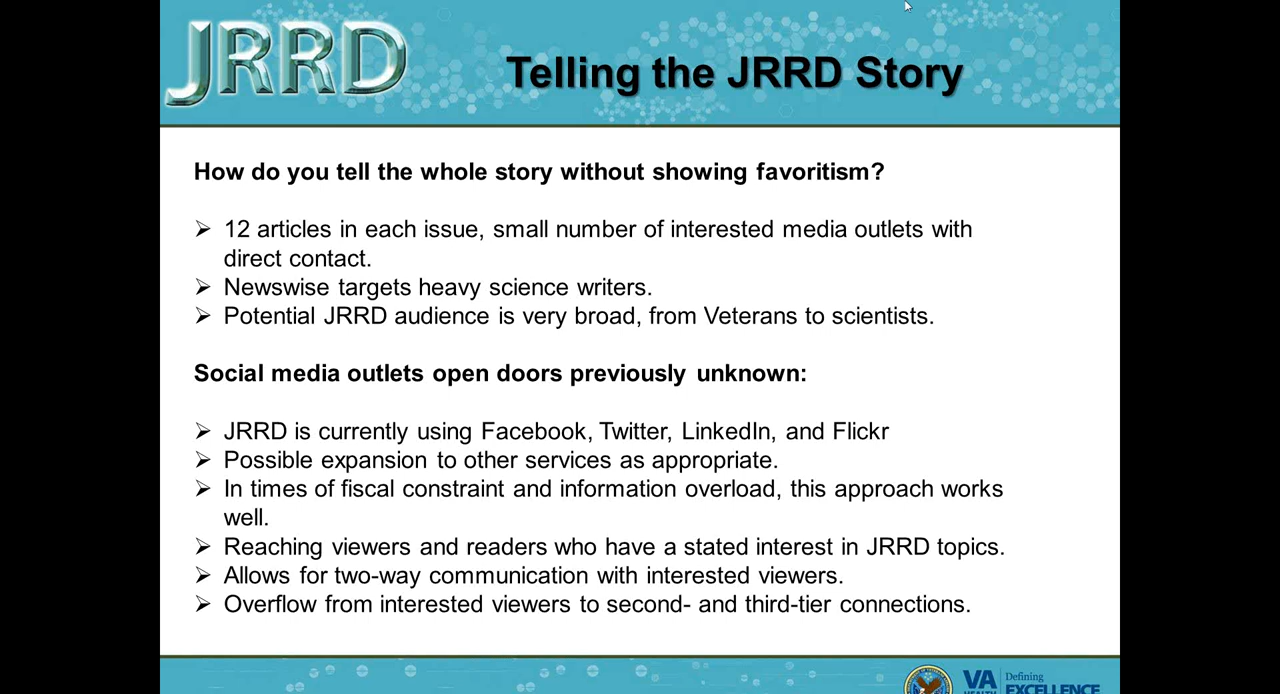 JRRD
Telling the JRRD Story
How do you tell the whole story without showing favoritism?
➢ 12 articles in each issue, small number of interested media outlets with
direct contact.
➢ Newswise targets heavy science writers.
➢ Potential JRRD audience is very broad, from Veterans to scientists.
Social media outlets open doors previously unknown:
➢ JRRD is currently using Facebook, Twitter, LinkedIn, and Flickr
➢ Possible expansion to other services as appropriate.
➢ In times of fiscal constraint and information overload, this approach works
well.
➢ Reaching viewers and readers who have a stated interest in JRRD topics.
➢ Allows for two-way communication with interested viewers.
➢ Overflow from interested viewers to second- and third-tier connections.
VA
HEALTH
Defining
EXCELLENCE